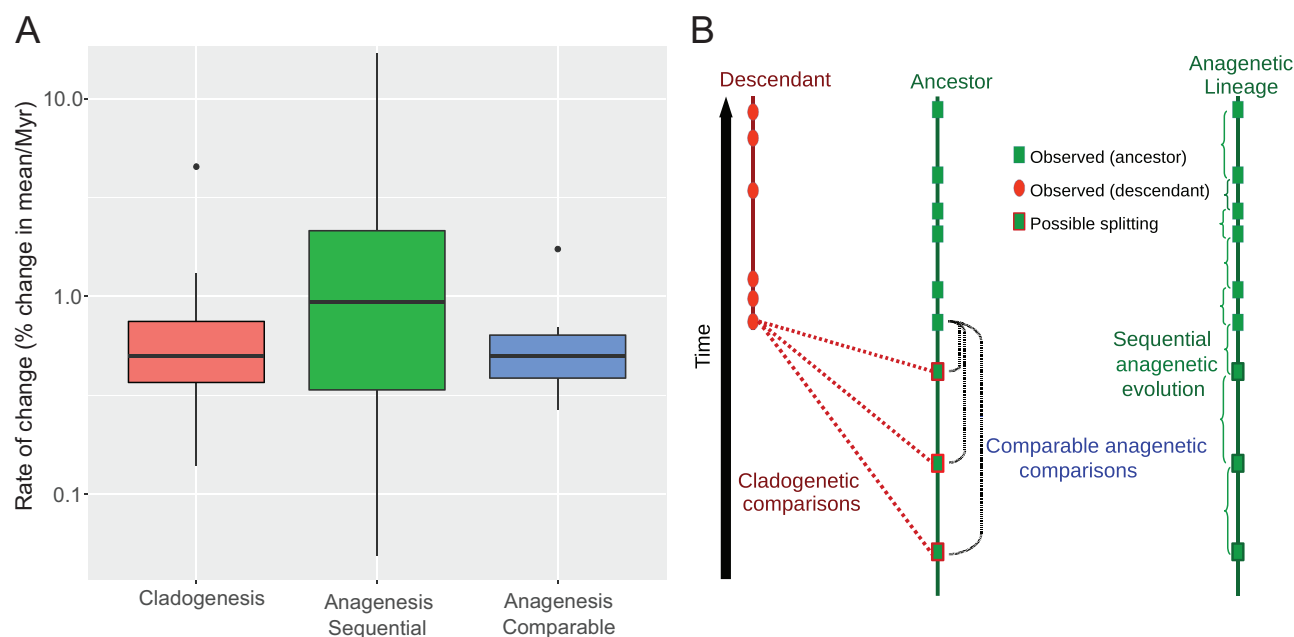 A
Rate of change (% change in mean/Myr)
10.0
1.0
0.1
Cladogenesis
Anagenesis
Sequential
Anagenesis
Comparable
B
Descendant
Ancestor
Anagenetic
Lineage
Observed (ancestor)
Observed (descendant)
Possible splitting
Time
Sequential
anagenetic
evolution
Comparable anagenetic
comparisons
Cladogenetic
comparisons